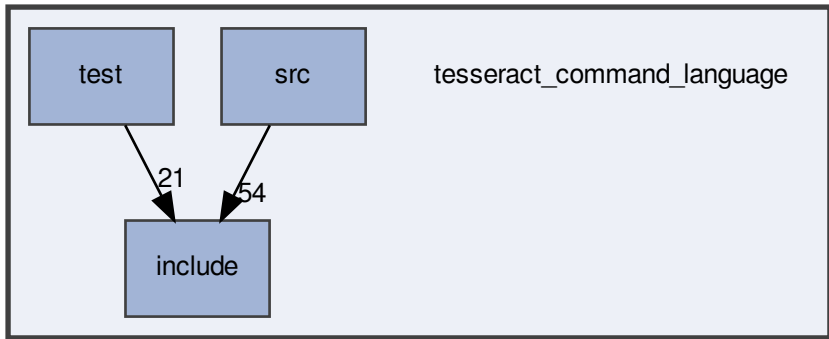 test
src
tesseract_command_language
21
54
include